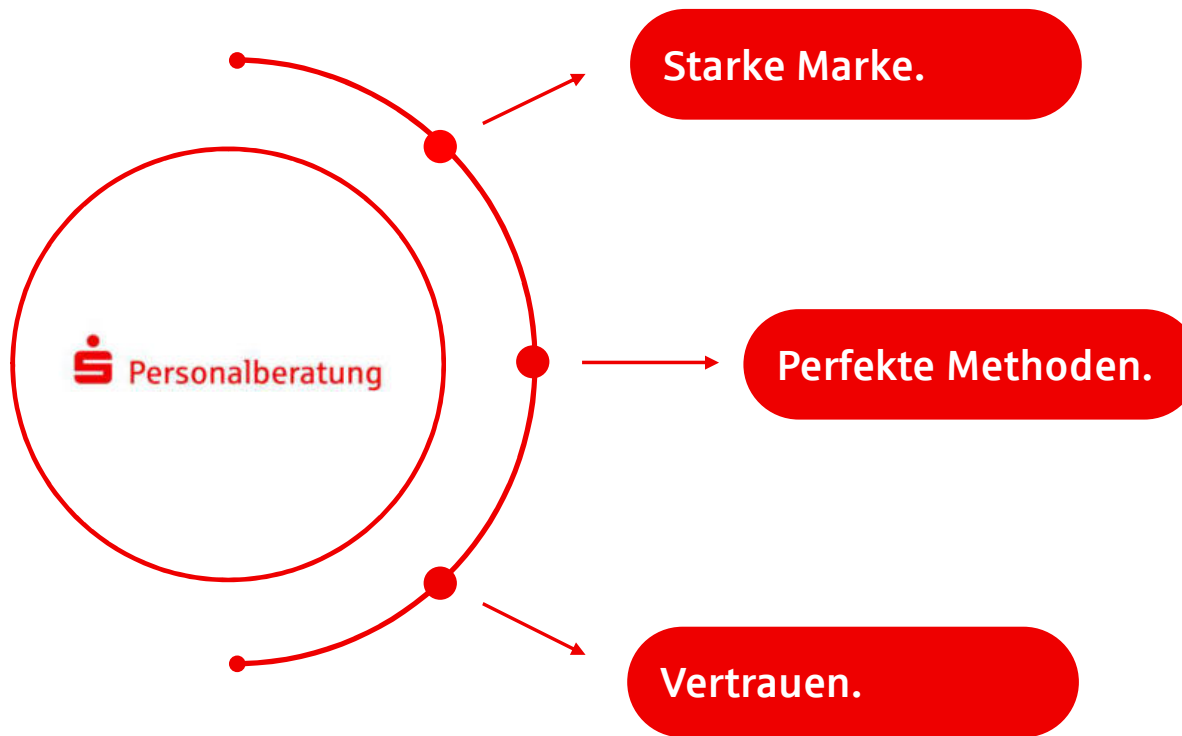 Starke Marke.
Personalberatung
Perfekte Methoden.
Vertrauen.